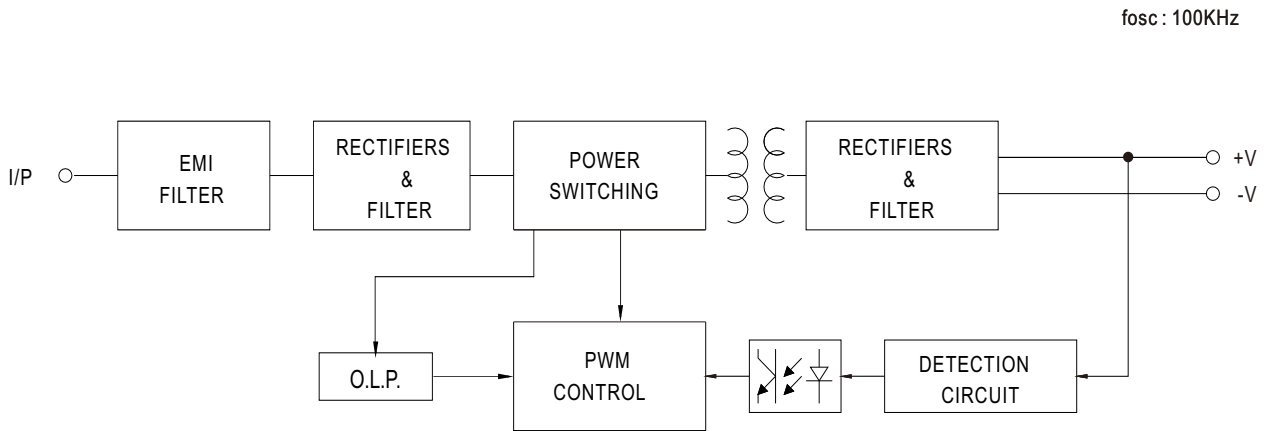 fosc : 100KHz
I/P
EMI
FILTER
RECTIFIERS
&
FILTER
POWER
SWITCHING
RECTIFIERS
&
FILTER
+V
-V
O.L.P.
PWM
CONTROL
DETECTION
CIRCUIT